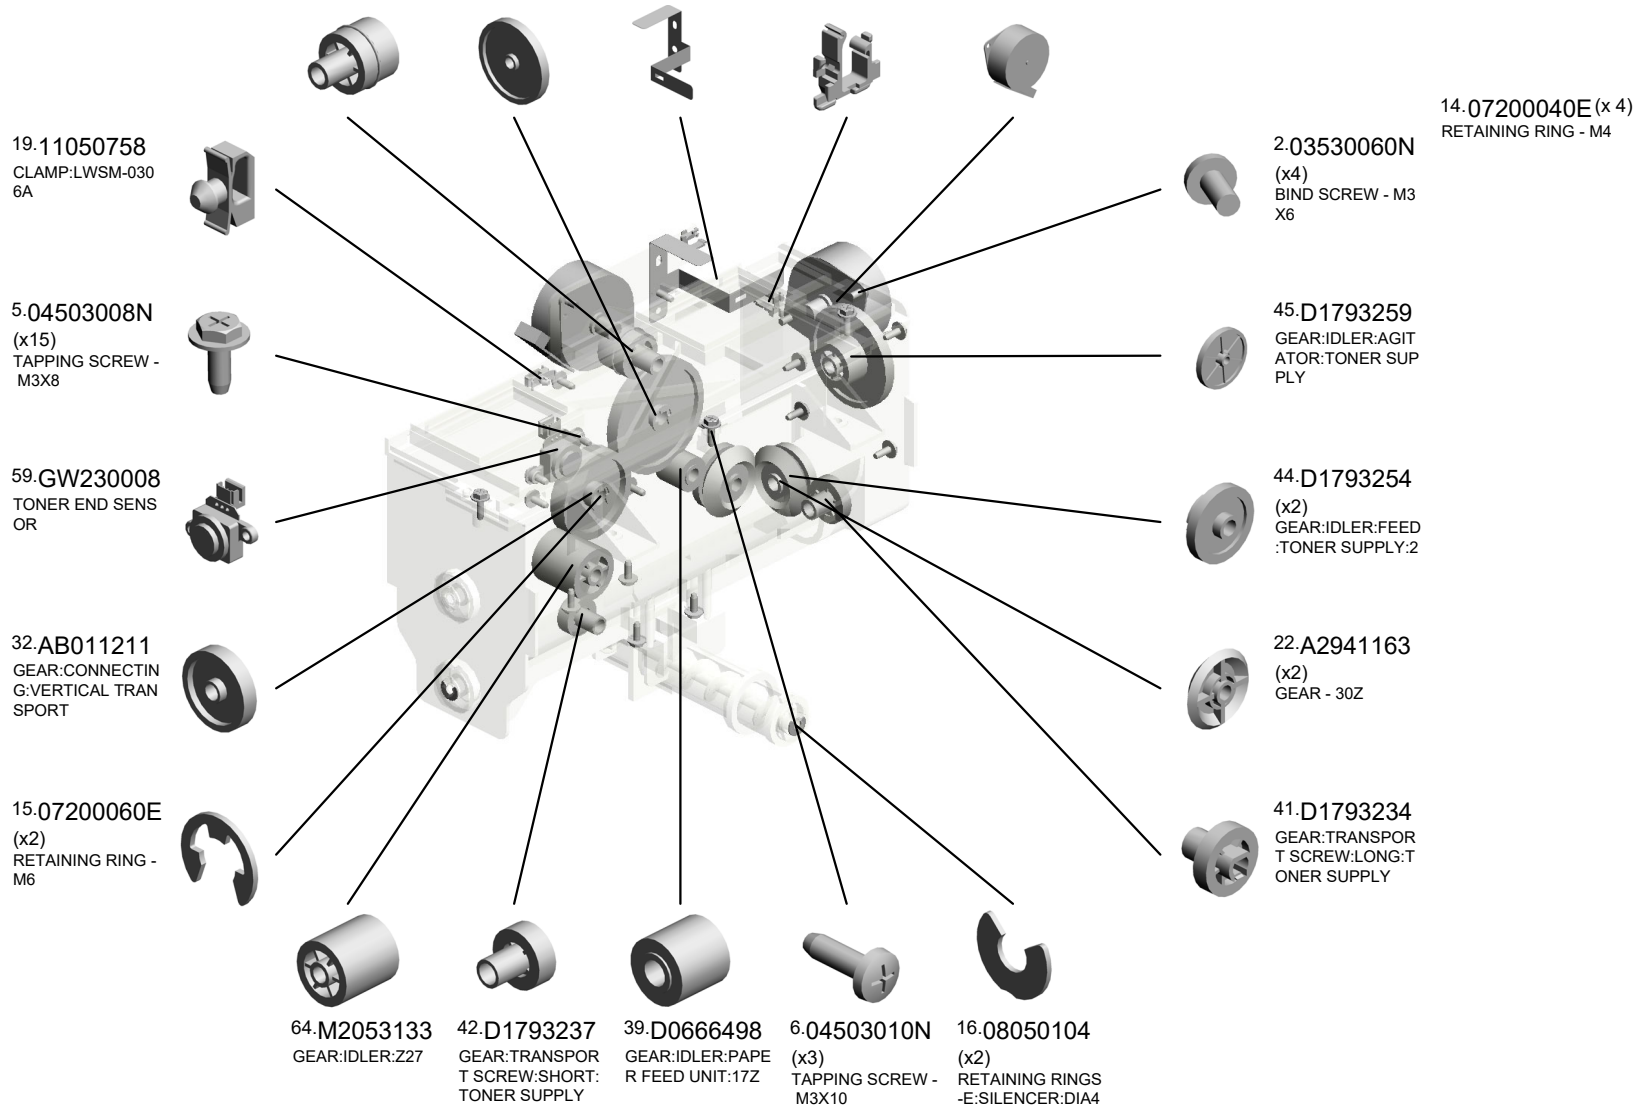 14.07200040E (x 4)
RETAINING RING - M4
19.11050758
CLAMP:LWSM-030
6A
2.03530060N
(x4)
BIND SCREW - M3
X6
5.04503008N
(x15)
TAPPING SCREW -
M3X8
45.D1793259
GEAR:IDLER:AGIT
ATOR:TONER SUP
PLY
59.GW230008
TONER END SENS
OR
44.D1793254
(x2)
GEAR:IDLER:FEED
:TONER SUPPLY:2
32.AB011211
GEAR:CONNECTIN
G:VERTICAL TRAN
SPORT
22.A2941163
(x2)
GEAR - 30Z
15.07200060E
(x2)
RETAINING RING -
M6
41.D1793234
GEAR:TRANSPOR
T SCREW:LONG:T
ONER SUPPLY
64.M2053133
GEAR:IDLER:Z27
42.D1793237
GEAR:TRANSPOR
T SCREW:SHORT:
TONER SUPPLY
39.D0666498
GEAR:IDLER:PAPE
R FEED UNIT:17Z
6.04503010N
(x3)
TAPPING SCREW -
M3X10
16.08050104
(x2)
RETAINING RINGS
-E:SILENCER:DIA4